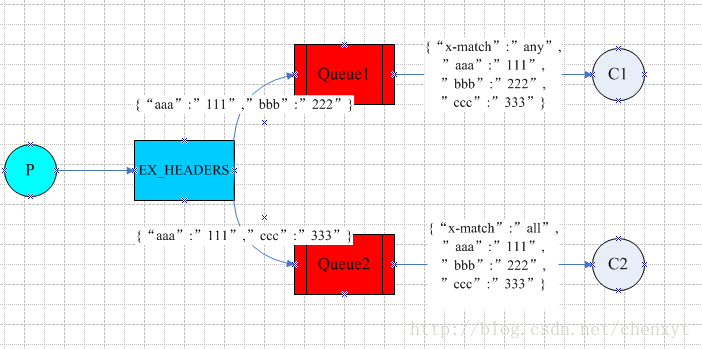 {“x-match”:”any”,
”aaa”:”111”,
”bbb”:”222”,
”ccc”:”333”}
Queue1
C1
{“aaa”:”111”,”bbb”:”222”}
P
EX_HEADERS
{“aaa”:”111”,”ccc”:”333”}
Queue2
{“x-match”:”all”,
”aaa”:”111”,
”bbb”:”222”,
”ccc”:”333”}
C2
http://blog.csdn.net/chenxyt